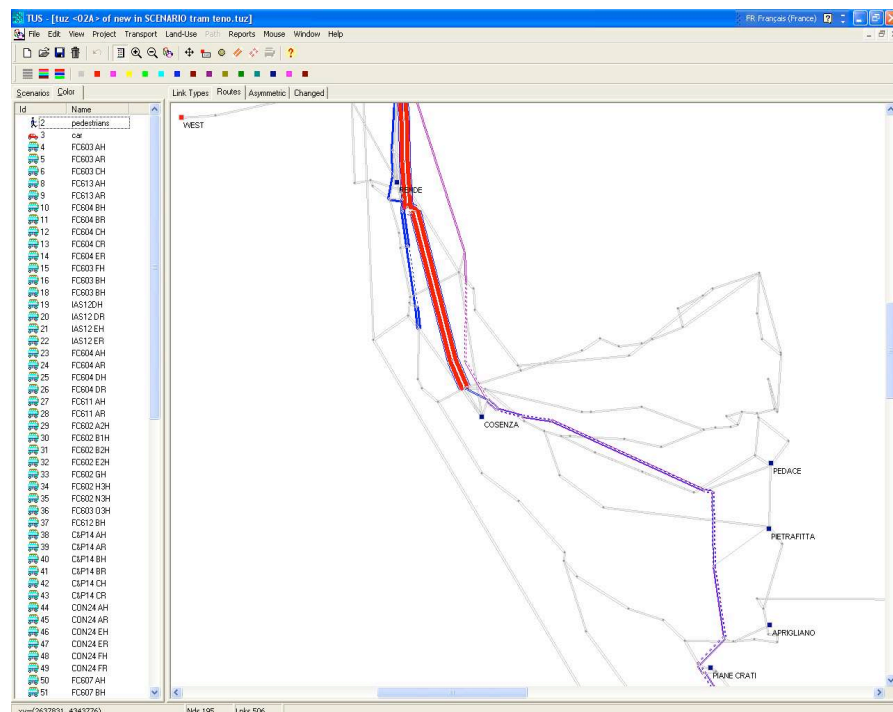 TUS - [tuz <02A> of new in SCENARIO tram teno.tuz]
FR Français (France)
File Edit View Project Transport Land-Use Path Reports Mouse Window Help
Scenarios Color
Link Types Routes Asymmetric Changed
Id Name
2 pedestrians
3 car
4 FC603 AH
5 FC603 AR
6 FC603 CH
8 FC613 AH
9 FC613 AR
10 FC604 BH
11 FC604 BR
12 FC604 CH
13 FC604 CR
14 FC604 ER
15 FC603 FH
16 FC603 BH
18 FC603 BH
19 IAS12DH
20 IAS12 DR
21 IAS12 EH
22 IAS12 ER
23 FC604 AH
24 FC604 AR
25 FC604 DH
26 FC604 DR
27 FC611 AH
28 FC611 AR
29 FC602 A2H
30 FC602 B1H
31 FC602 B2H
32 FC602 E2H
33 FC602 GH
34 FC602 H3H
35 FC602 N3H
36 FC603 O3H
37 FC612 BH
38 C&P14 AH
39 C&P14 AR
40 C&P14 BH
41 C&P14 BR
42 C&P14 CH
43 C&P14 CR
44 CON24 AH
45 CON24 AR
46 CON24 EH
47 CON24 ER
48 CON24 FH
49 CON24 FR
50 FC607 AH
51 FC607 BH
WEST
RENDE
COSENZA
PEDACE
PIETRAFITTA
APRIGLIANO
PIANE CRATI
xy=(2637831, 4343776) Nds 195 Lnks 506